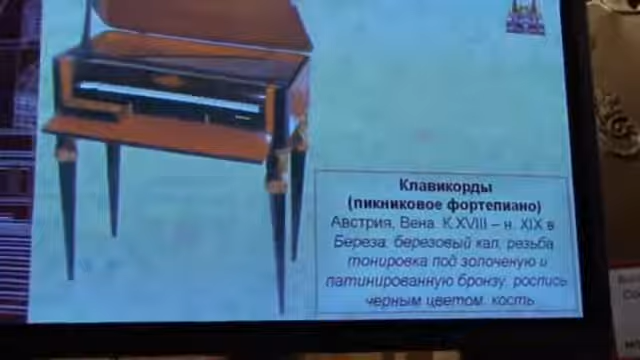 Клавикорды
(пикниковое фортепиано)
Австрия, Вена. К.XVIII – н. XIX в
Береза, березовый кап, резьба,
тонировка под золоченую и
патинированную бронзу, роспись
черным цветом, кость